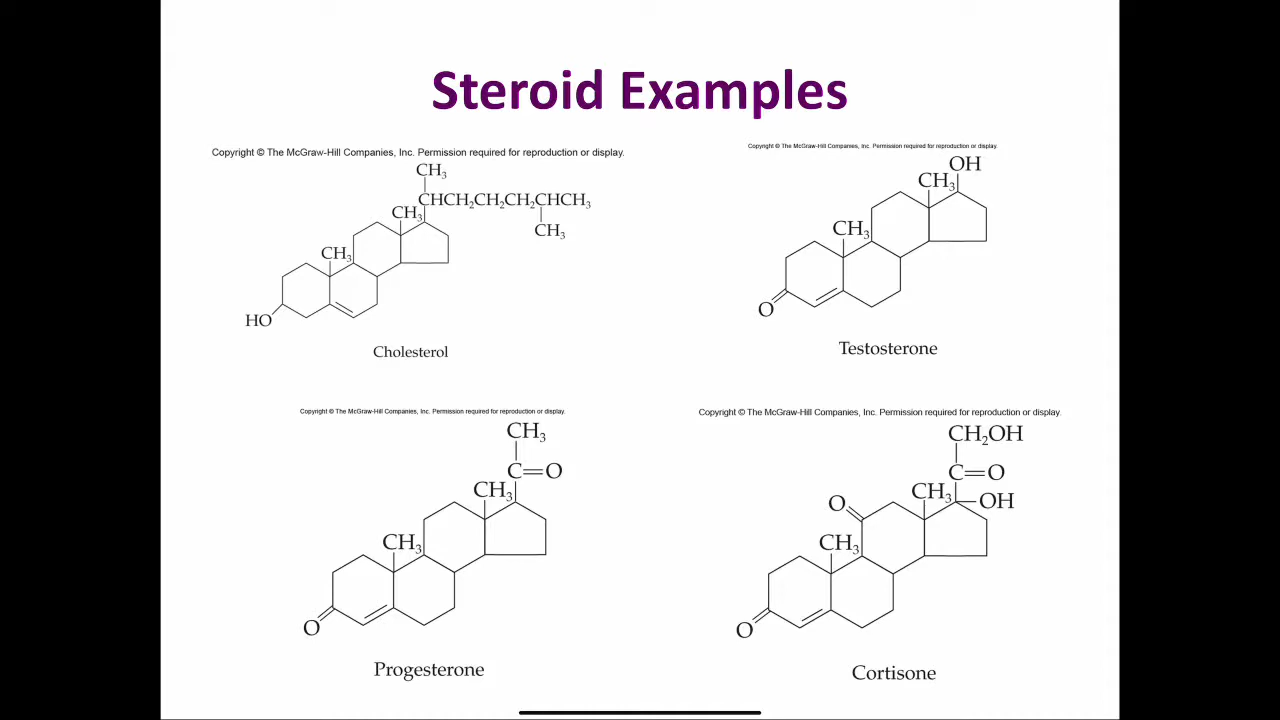 Steroid Examples
Copyright © The McGraw-Hill Companies, Inc. Permission required for reproduction or display.
CH₃
CHCH₂CH₂CH₂CHCH₃
CH₃
CH₃
CH₃
HO
Cholesterol
Copyright © The McGraw-Hill Companies, Inc. Permission required for reproduction or display.
OH
CH₃
CH₃
O
Testosterone
Copyright © The McGraw-Hill Companies, Inc. Permission required for reproduction or display.
CH₃
C=O
CH₃
CH₃
O
Progesterone
Copyright © The McGraw-Hill Companies, Inc. Permission required for reproduction or display.
CH₂OH
C=O
CH₃
OH
O
CH₃
O
Cortisone